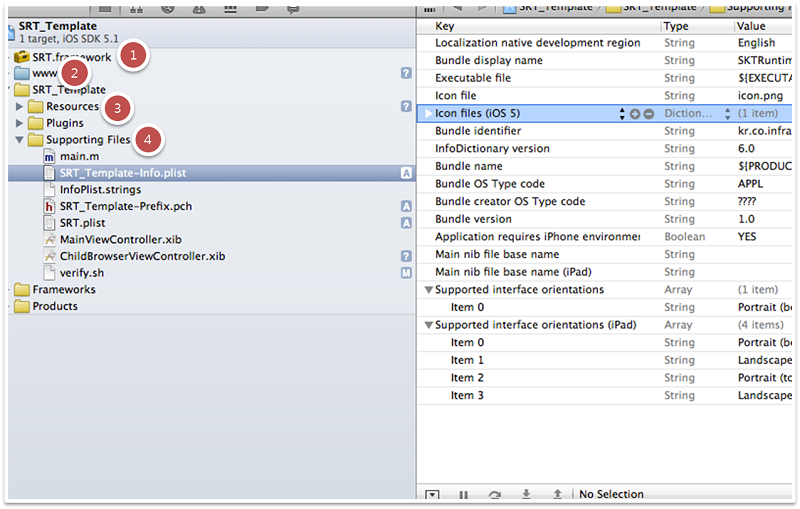 SRT_Template
1 target, iOS SDK 5.1
SRT.framework
1
www
2
?
SRT_Template
Resources
3
?
Plugins
Supporting Files
4
m
main.m
SRT_Template-Info.plist
A
InfoPlist.strings
h
SRT_Template-Prefix.pch
A
SRT.plist
A
MainViewController.xib
ChildBrowserViewController.xib
?
verify.sh
M
Frameworks
Products
SRT_Template
SRT_Template
Supporting
Key Type Value
Localization native development region String English
Bundle display name String SKTRuntim
Executable file String ${EXECUTA
Icon file String icon.png
Icon files (iOS 5) Diction... (1 item)
Bundle identifier String kr.co.infra
InfoDictionary version String 6.0
Bundle name String ${PRODUC
Bundle OS Type code String APPL
Bundle creator OS Type code String ????
Bundle version String 1.0
Application requires iPhone environmer Boolean YES
Main nib file base name String
Main nib file base name (iPad) String
Supported interface orientations Array (1 item)
Item 0 String Portrait (b
Supported interface orientations (iPad) Array (4 items)
Item 0 String Portrait (b
Item 1 String Landscape
Item 2 String Portrait (to
Item 3 String Landscape
No Selection